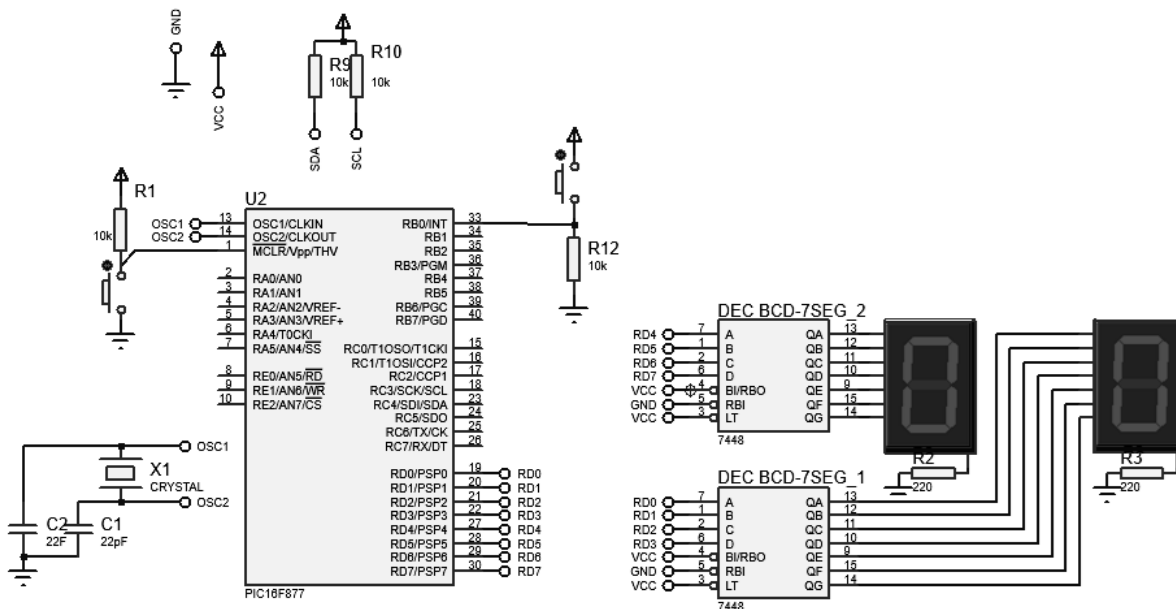 GND
VCC
R9
10k
R10
10k
SDA
SCL
R1
10k
OSC1
OSC2
U2
13 OSC1/CLKIN
14 OSC2/CLKOUT
1 MCLR/Vpp/THV
2 RA0/AN0
3 RA1/AN1
4 RA2/AN2/VREF-
5 RA3/AN3/VREF+
6 RA4/T0CKI
7 RA5/AN4/SS
8 RE0/AN5/RD
9 RE1/AN6/WR
10 RE2/AN7/CS
RB0/INT 33
RB1 34
RB2 35
RB3/PGM 36
RB4 37
RB5 38
RB6/PGC 39
RB7/PGD 40
RC0/T1OSO/T1CKI 15
RC1/T1OSI/CCP2 16
RC2/CCP1 17
RC3/SCK/SCL 18
RC4/SDI/SDA 23
RC5/SDO 24
RC6/TX/CK 25
RC7/RX/DT 26
RD0/PSP0 19 RD0
RD1/PSP1 20 RD1
RD2/PSP2 21 RD2
RD3/PSP3 22 RD3
RD4/PSP4 27 RD4
RD5/PSP5 28 RD5
RD6/PSP6 29 RD6
RD7/PSP7 30 RD7
PIC16F877
R12
10k
OSC1
X1
CRYSTAL
OSC2
C2
22F
C1
22pF
DEC BCD-7SEG_2
RD4 7 A QA 13
RD5 1 B QB 12
RD6 2 C QC 11
RD7 6 D QD 10
VCC 4 BI/RBO QE 9
GND 5 RBI QF 15
VCC 3 LT QG 14
7448
R2
220
R3
220
DEC BCD-7SEG_1
RD0 7 A QA 13
RD1 1 B QB 12
RD2 2 C QC 11
RD3 6 D QD 10
VCC 4 BI/RBO QE 9
GND 5 RBI QF 15
VCC 3 LT QG 14
7448